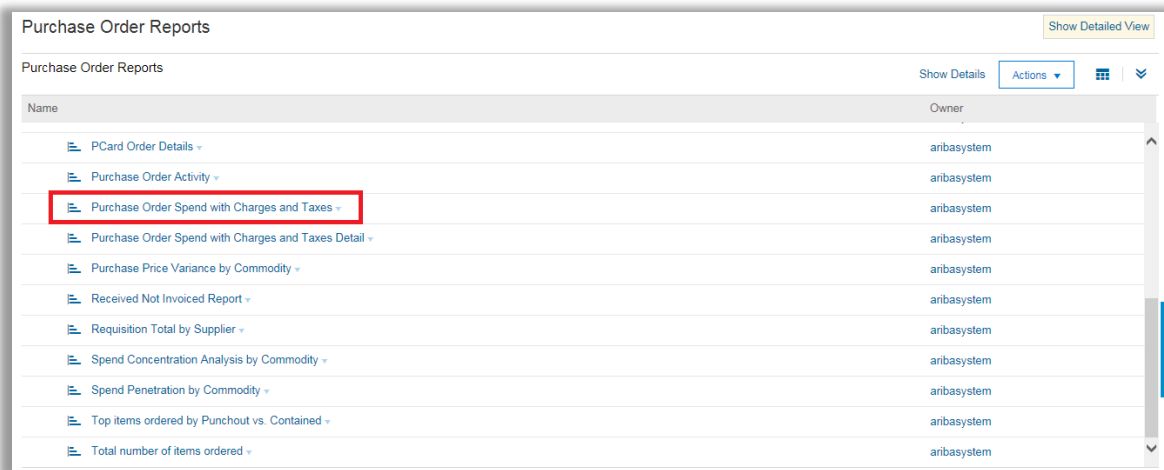 Purchase Order Reports
Show Detailed View
Purchase Order Reports
Show Details Actions
Name Owner
PCard Order Details aribasystem
Purchase Order Activity aribasystem
Purchase Order Spend with Charges and Taxes aribasystem
Purchase Order Spend with Charges and Taxes Detail aribasystem
Purchase Price Variance by Commodity aribasystem
Received Not Invoiced Report aribasystem
Requisition Total by Supplier aribasystem
Spend Concentration Analysis by Commodity aribasystem
Spend Penetration by Commodity aribasystem
Top items ordered by Punchout vs. Contained aribasystem
Total number of items ordered aribasystem